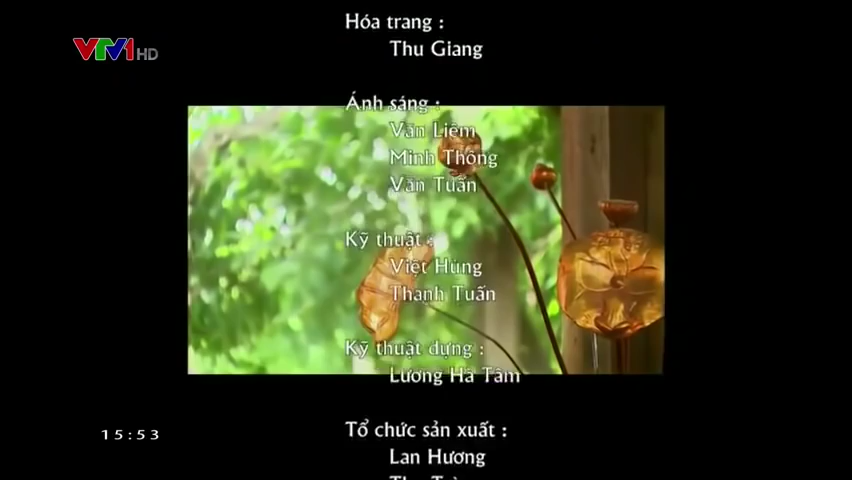 Hóa trang :
Thu Giang
VTV1 HD
Ánh sáng :
Văn Liêm
Minh Thông
Văn Tuấn
Kỹ thuật :
Việt Hùng
Thanh Tuấn
Kỹ thuật dựng :
Lương Hà Tâm
15:53
Tổ chức sản xuất :
Lan Hương